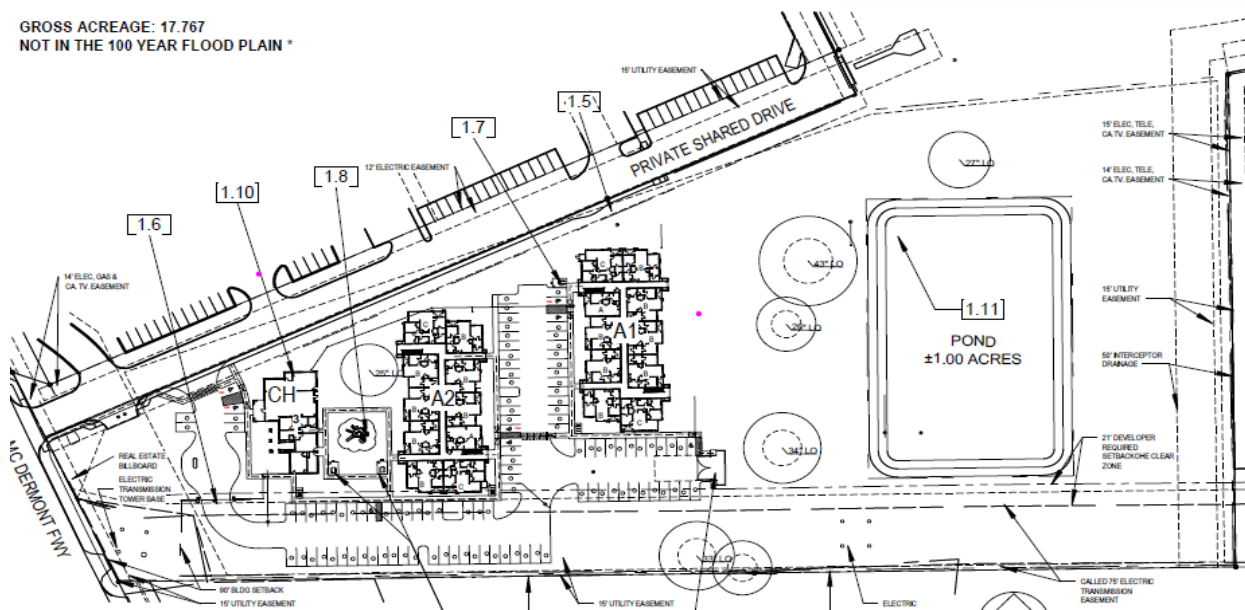 GROSS ACREAGE: 17.767
NOT IN THE 100 YEAR FLOOD PLAIN *
15' UTILITY EASEMENT
[1.5]
[1.7]
PRIVATE SHARED DRIVE
12' ELECTRIC EASEMENT
[1.8]
[1.10]
[1.6]
15' ELEC, TELE,
CA.TV. EASEMENT
14' ELEC, TELE,
CA.TV. EASEMENT
27" LO
43" LO
14' ELEC, GAS &
CA. TV. EASEMENT
15' UTILITY
EASEMENT
[1.11]
POND
±1.00 ACRES
50' INTERCEPTOR
DRAINAGE
A1
A2
CH
3
25" L
34" LO
REAL ESTATE
BILLBOARD
ELECTRIC
TRANSMISSION
TOWER BASE
21' DEVELOPER
REQUIRED
SETBACK/OHE CLEAR
ZONE
MC DERMONT FWY
33" LO
90' BLDG SETBACK
15' UTILITY EASEMENT
15' UTILITY EASEMENT
ELECTRIC
CALLED 75' ELECTRIC
TRANSMISSION
EASEMENT